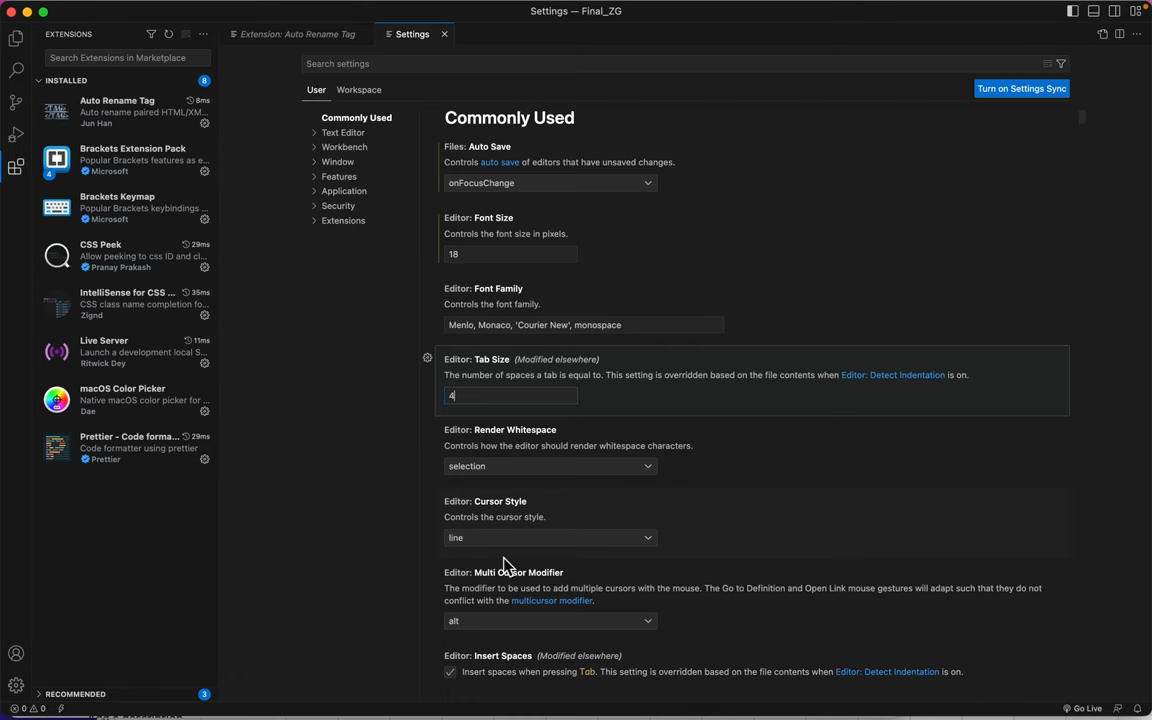 Settings — Final_ZG
EXTENSIONS
Search Extensions in Marketplace
INSTALLED
8
Auto Rename Tag
8ms
Auto rename paired HTML/XM...
Jun Han
Brackets Extension Pack
Popular Brackets features as e...
Microsoft
4
Brackets Keymap
Popular Brackets keybindings ...
Microsoft
CSS Peek
29ms
Allow peeking to css ID and cl...
Pranay Prakash
IntelliSense for CSS ...
35ms
CSS class name completion fo...
Zignd
Live Server
11ms
Launch a development local S...
Ritwick Dey
macOS Color Picker
Native macOS color picker for ...
Dae
Prettier - Code forma...
29ms
Code formatter using prettier
Prettier
RECOMMENDED
3
0 0
Extension: Auto Rename Tag
Settings
Search settings
User Workspace
Turn on Settings Sync
Commonly Used
Text Editor
Workbench
Window
Features
Application
Security
Extensions
Commonly Used
Files: Auto Save
Controls auto save of editors that have unsaved changes.
onFocusChange
Editor: Font Size
Controls the font size in pixels.
18
Editor: Font Family
Controls the font family.
Menlo, Monaco, 'Courier New', monospace
Editor: Tab Size (Modified elsewhere)
The number of spaces a tab is equal to. This setting is overridden based on the file contents when Editor: Detect Indentation is on.
4
Editor: Render Whitespace
Controls how the editor should render whitespace characters.
selection
Editor: Cursor Style
Controls the cursor style.
line
Editor: Multi Cursor Modifier
The modifier to be used to add multiple cursors with the mouse. The Go to Definition and Open Link mouse gestures will adapt such that they do not
conflict with the multicursor modifier.
alt
Editor: Insert Spaces (Modified elsewhere)
Insert spaces when pressing Tab. This setting is overridden based on the file contents when Editor: Detect Indentation is on.
Go Live